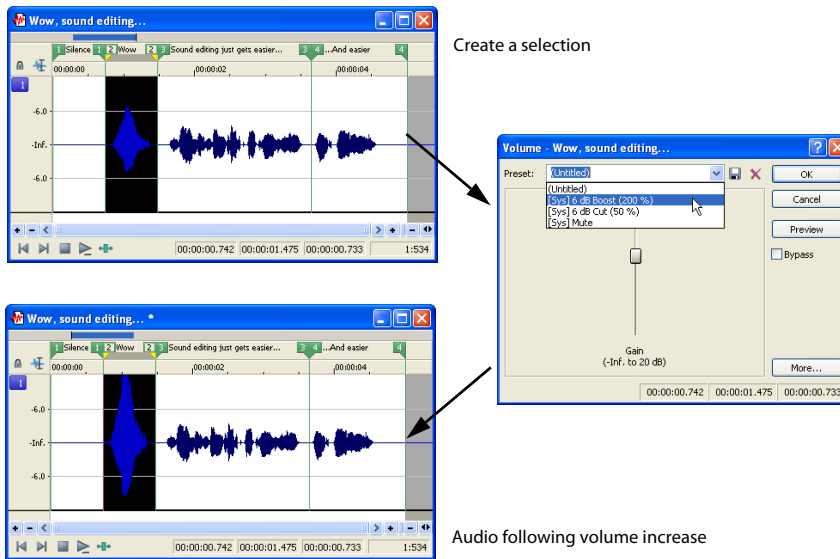 Wow, sound editing...
1 Silence 1 2 Wow 2 3 Sound editing just gets easier... 3 4 ...And easier 4
00:00:00 ,00:00:02 ,00:00:04
1
-6.0
-Inf.
-6.0
00:00:00.742 00:00:01.475 00:00:00.733 1:534
Create a selection
Volume - Wow, sound editing...
Preset: (Untitled) OK
(Untitled)
[Sys] 6 dB Boost (200 %) Cancel
[Sys] 6 dB Cut (50 %)
[Sys] Mute
Preview
Bypass
Gain
(-Inf. to 20 dB)
More...
00:00:00.742 00:00:01.475 00:00:00.733
Wow, sound editing... *
1 Silence 1 2 Wow 2 3 Sound editing just gets easier... 3 4 ...And easier 4
00:00:00 ,00:00:02 ,00:00:04
1
-6.0
-Inf.
-6.0
00:00:00.742 00:00:01.475 00:00:00.733 1:534
Audio following volume increase